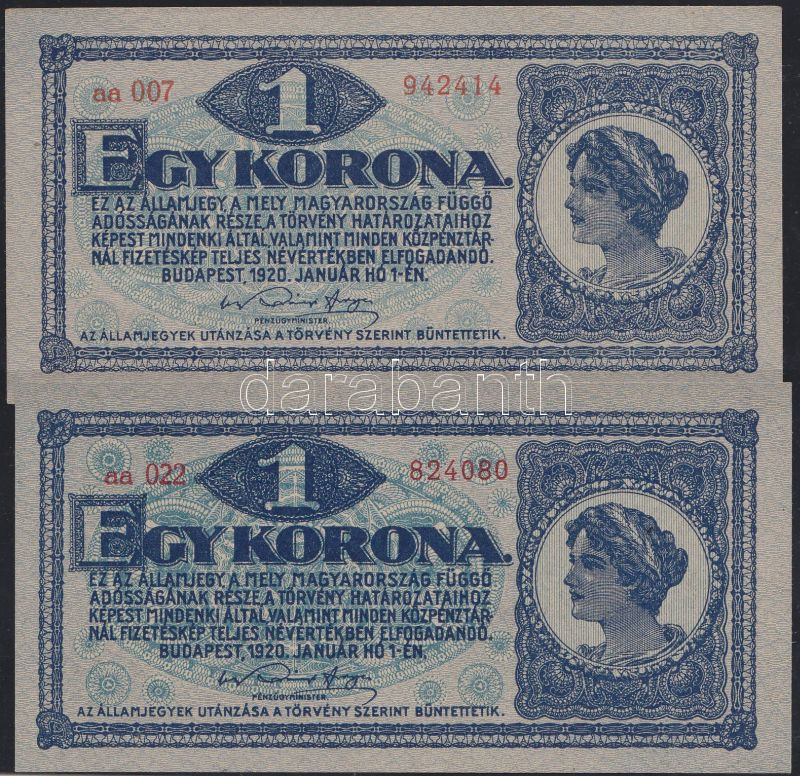 aa 007 1 942414
EGY KORONA.
EZ AZ ÁLLAMJEGY, A MELY MAGYARORSZÁG FÜGGŐ
ADÓSSÁGÁNAK RÉSZE, A TÖRVÉNY HATÁROZATAIHOZ
KÉPEST MINDENKI ÁLTAL, VALAMINT MINDEN KÖZPÉNZTÁR-
NÁL FIZETÉSKÉP TELJES NÉVÉRTÉKBEN ELFOGADANDÓ.
BUDAPEST, 1920. JANUÁR HÓ 1-ÉN.
PÉNZÜGYMINISTER
AZ ÁLLAMJEGYEK UTÁNZÁSA A TÖRVÉNY SZERINT BÜNTETTETIK.
darabanth
aa 022 1 824080
EGY KORONA.
EZ AZ ÁLLAMJEGY, A MELY MAGYARORSZÁG FÜGGŐ
ADÓSSÁGÁNAK RÉSZE, A TÖRVÉNY HATÁROZATAIHOZ
KÉPEST MINDENKI ÁLTAL, VALAMINT MINDEN KÖZPÉNZTÁR-
NÁL FIZETÉSKÉP TELJES NÉVÉRTÉKBEN ELFOGADANDÓ.
BUDAPEST, 1920. JANUÁR HÓ 1-ÉN.
PÉNZÜGYMINISTER
AZ ÁLLAMJEGYEK UTÁNZÁSA A TÖRVÉNY SZERINT BÜNTETTETIK.